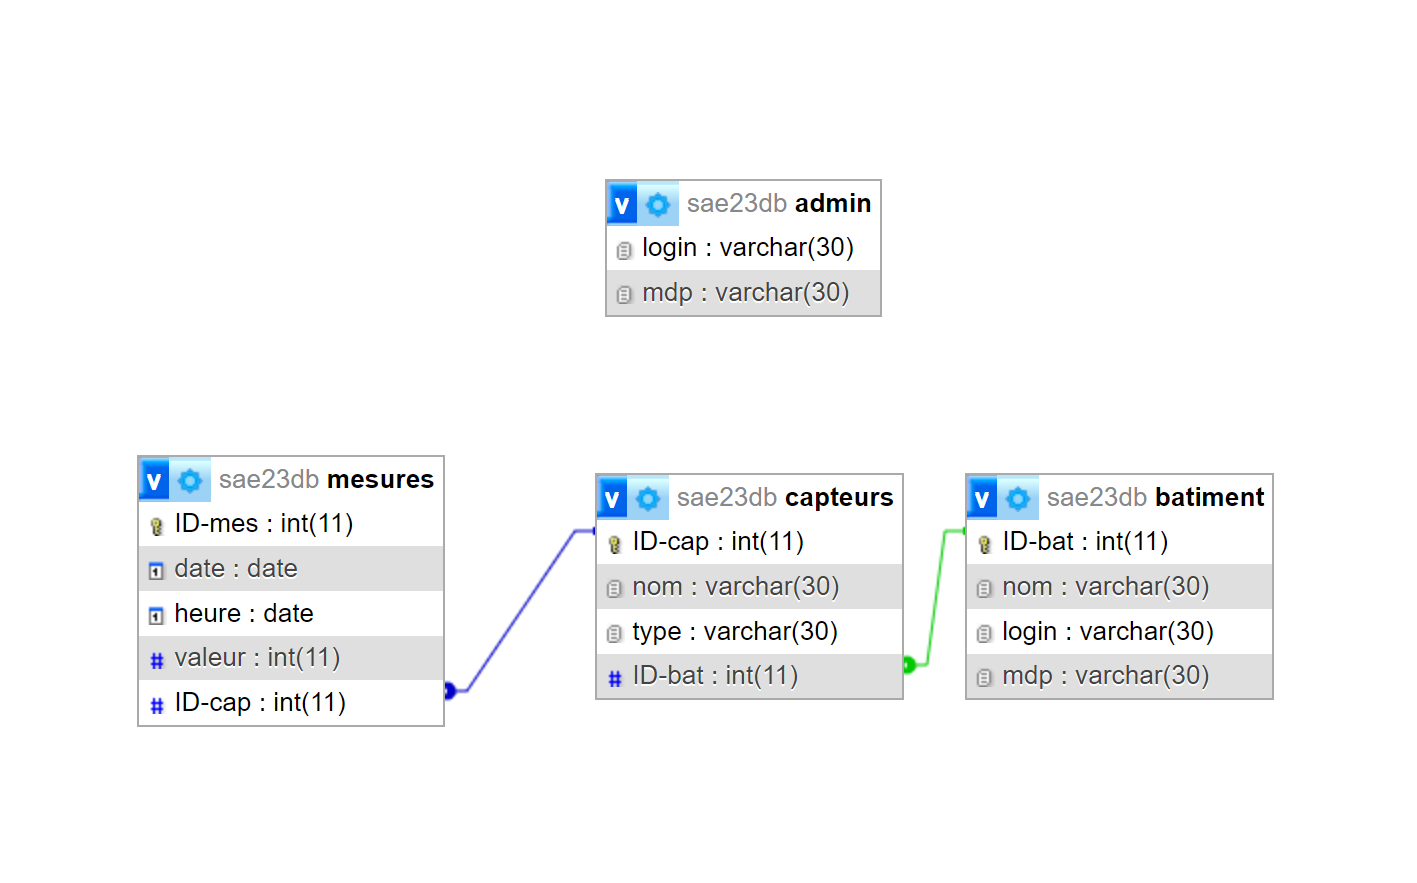 v sae23db admin
login : varchar(30)
mdp : varchar(30)
v sae23db mesures
ID-mes : int(11)
date : date
heure : date
# valeur : int(11)
# ID-cap : int(11)
v sae23db capteurs
ID-cap : int(11)
nom : varchar(30)
type : varchar(30)
# ID-bat : int(11)
v sae23db batiment
ID-bat : int(11)
nom : varchar(30)
login : varchar(30)
mdp : varchar(30)